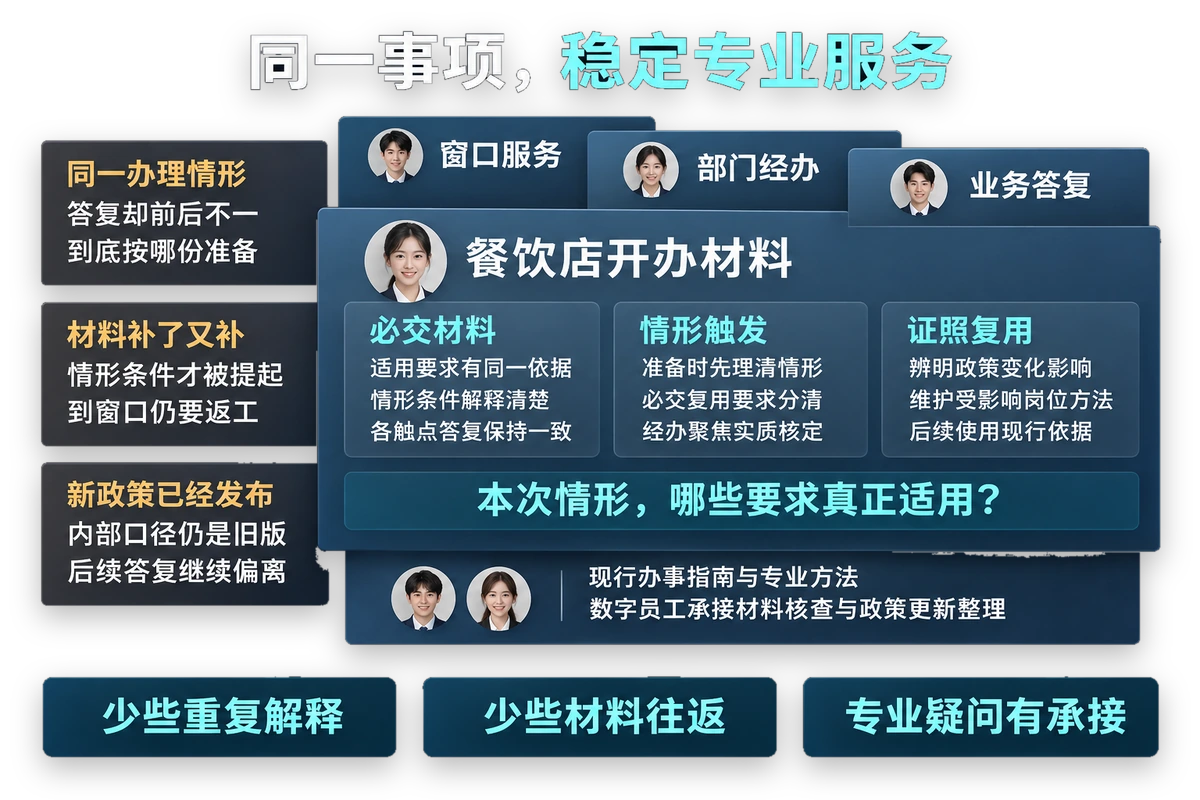 同一事项，稳定专业服务
同一办理情形
答复却前后不一
到底按哪份准备
材料补了又补
情形条件才被提起
到窗口仍要返工
新政策已经发布
内部口径仍是旧版
后续答复继续偏离
窗口服务
部门经办
业务答复
餐饮店开办材料
必交材料
适用要求有同一依据
情形条件解释清楚
各触点答复保持一致
情形触发
准备时先理清情形
必交复用要求分清
经办聚焦实质核定
证照复用
辨明政策变化影响
维护受影响岗位方法
后续使用现行依据
本次情形，哪些要求真正适用？
现行办事指南与专业方法
数字员工承接材料核查与政策更新整理
少些重复解释
少些材料往返
专业疑问有承接